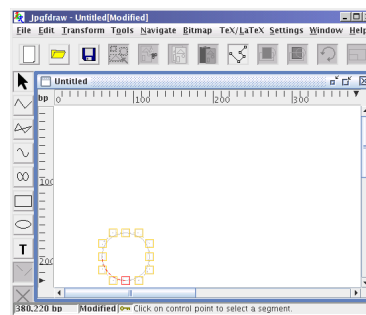 Jpgfdraw - Untitled[Modified]
File Edit Transform Tools Navigate Bitmap TeX/LaTeX Settings Window Help
Untitled
bp 0 100 200 300
100
200
T
380,220 bp Modified Click on control point to select a segment.